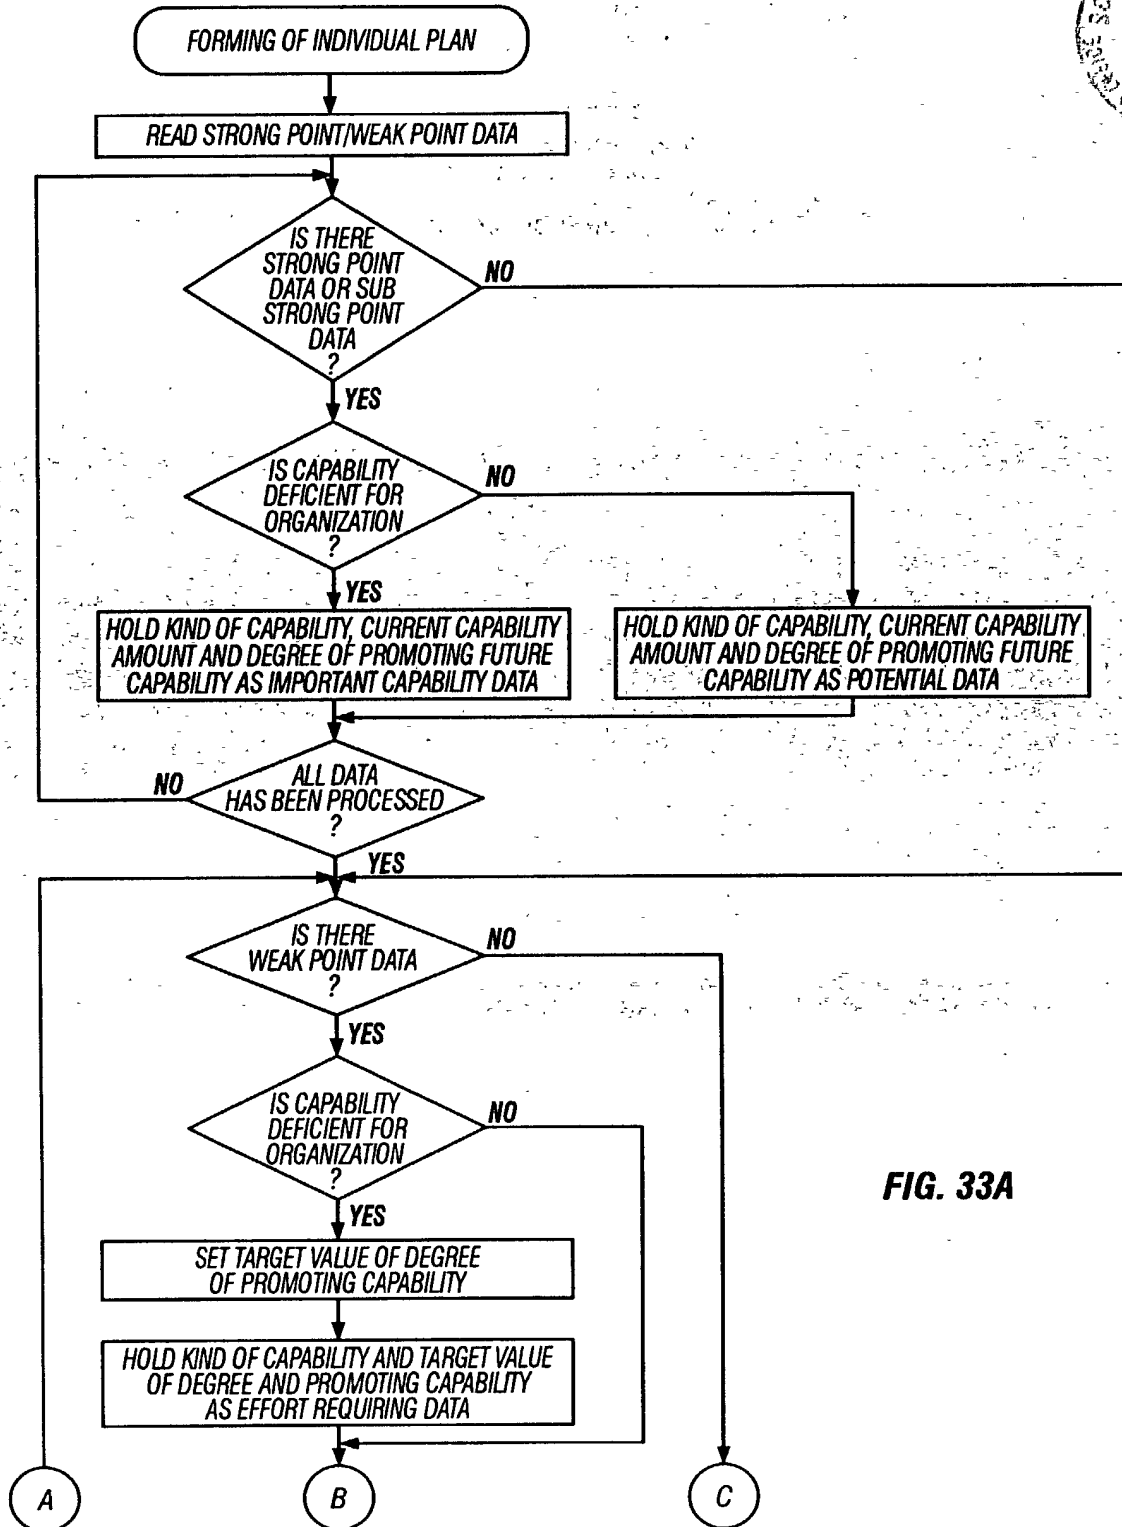 FORMING OF INDIVIDUAL PLAN
READ STRONG POINT/WEAK POINT DATA
IS THERE
STRONG POINT
DATA OR SUB
STRONG POINT
DATA
?
NO
YES
IS CAPABILITY
DEFICIENT FOR
ORGANIZATION
?
NO
YES
HOLD KIND OF CAPABILITY, CURRENT CAPABILITY
AMOUNT AND DEGREE OF PROMOTING FUTURE
CAPABILITY AS IMPORTANT CAPABILITY DATA
HOLD KIND OF CAPABILITY, CURRENT CAPABILITY
AMOUNT AND DEGREE OF PROMOTING FUTURE
CAPABILITY AS POTENTIAL DATA
ALL DATA
HAS BEEN PROCESSED
?
NO
YES
IS THERE
WEAK POINT DATA
?
NO
YES
IS CAPABILITY
DEFICIENT FOR
ORGANIZATION
?
NO
YES
SET TARGET VALUE OF DEGREE
OF PROMOTING CAPABILITY
HOLD KIND OF CAPABILITY AND TARGET VALUE
OF DEGREE AND PROMOTING CAPABILITY
AS EFFORT REQUIRING DATA
A
B
C
FIG. 33A